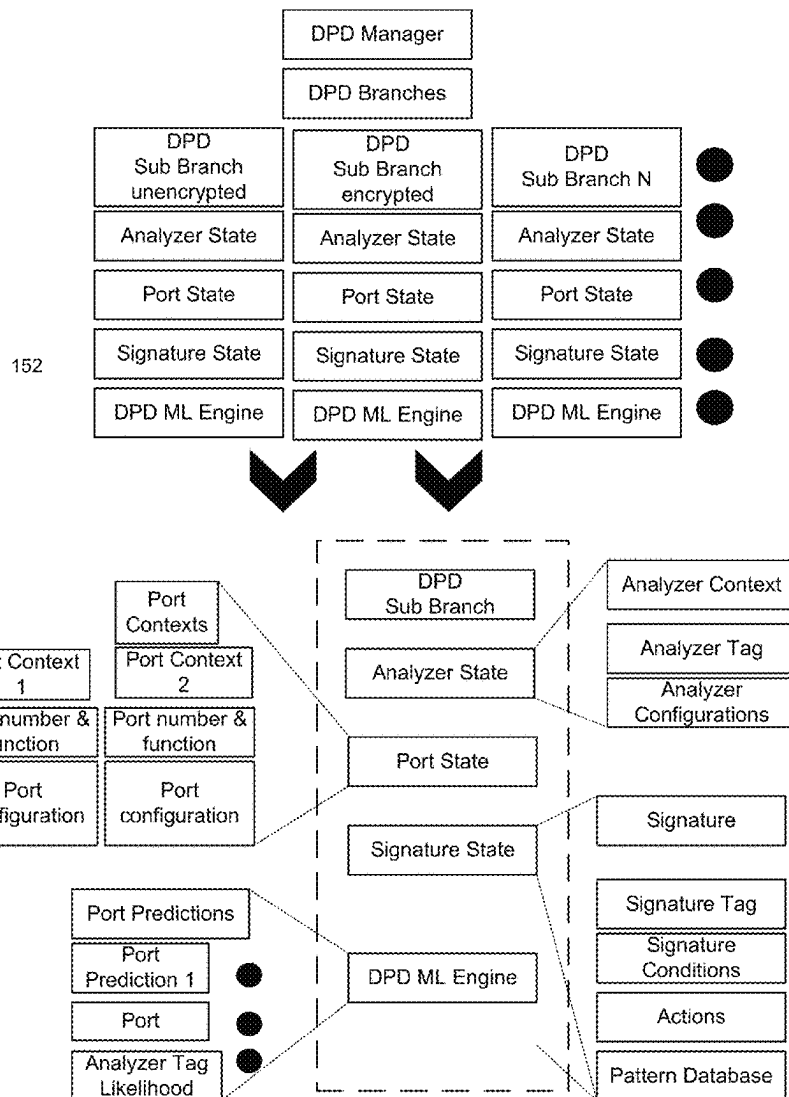 DPD Manager
DPD Branches
DPD
Sub Branch
unencrypted
DPD
Sub Branch
encrypted
DPD
Sub Branch N
Analyzer State
Analyzer State
Analyzer State
Port State
Port State
Port State
152
Signature State
Signature State
Signature State
DPD ML Engine
DPD ML Engine
DPD ML Engine
Port
Contexts
Context
1
Port Context
2
number &
Port number &
function
Port
Port
configuration
DPD
Sub Branch
Analyzer State
Port State
Signature State
DPD ML Engine
Analyzer Context
Analyzer Tag
Analyzer
Configurations
Signature
Signature Tag
Signature
Conditions
Actions
Pattern Database
Port Predictions
Port
Prediction 1
Port
Analyzer Tag
Likelihood